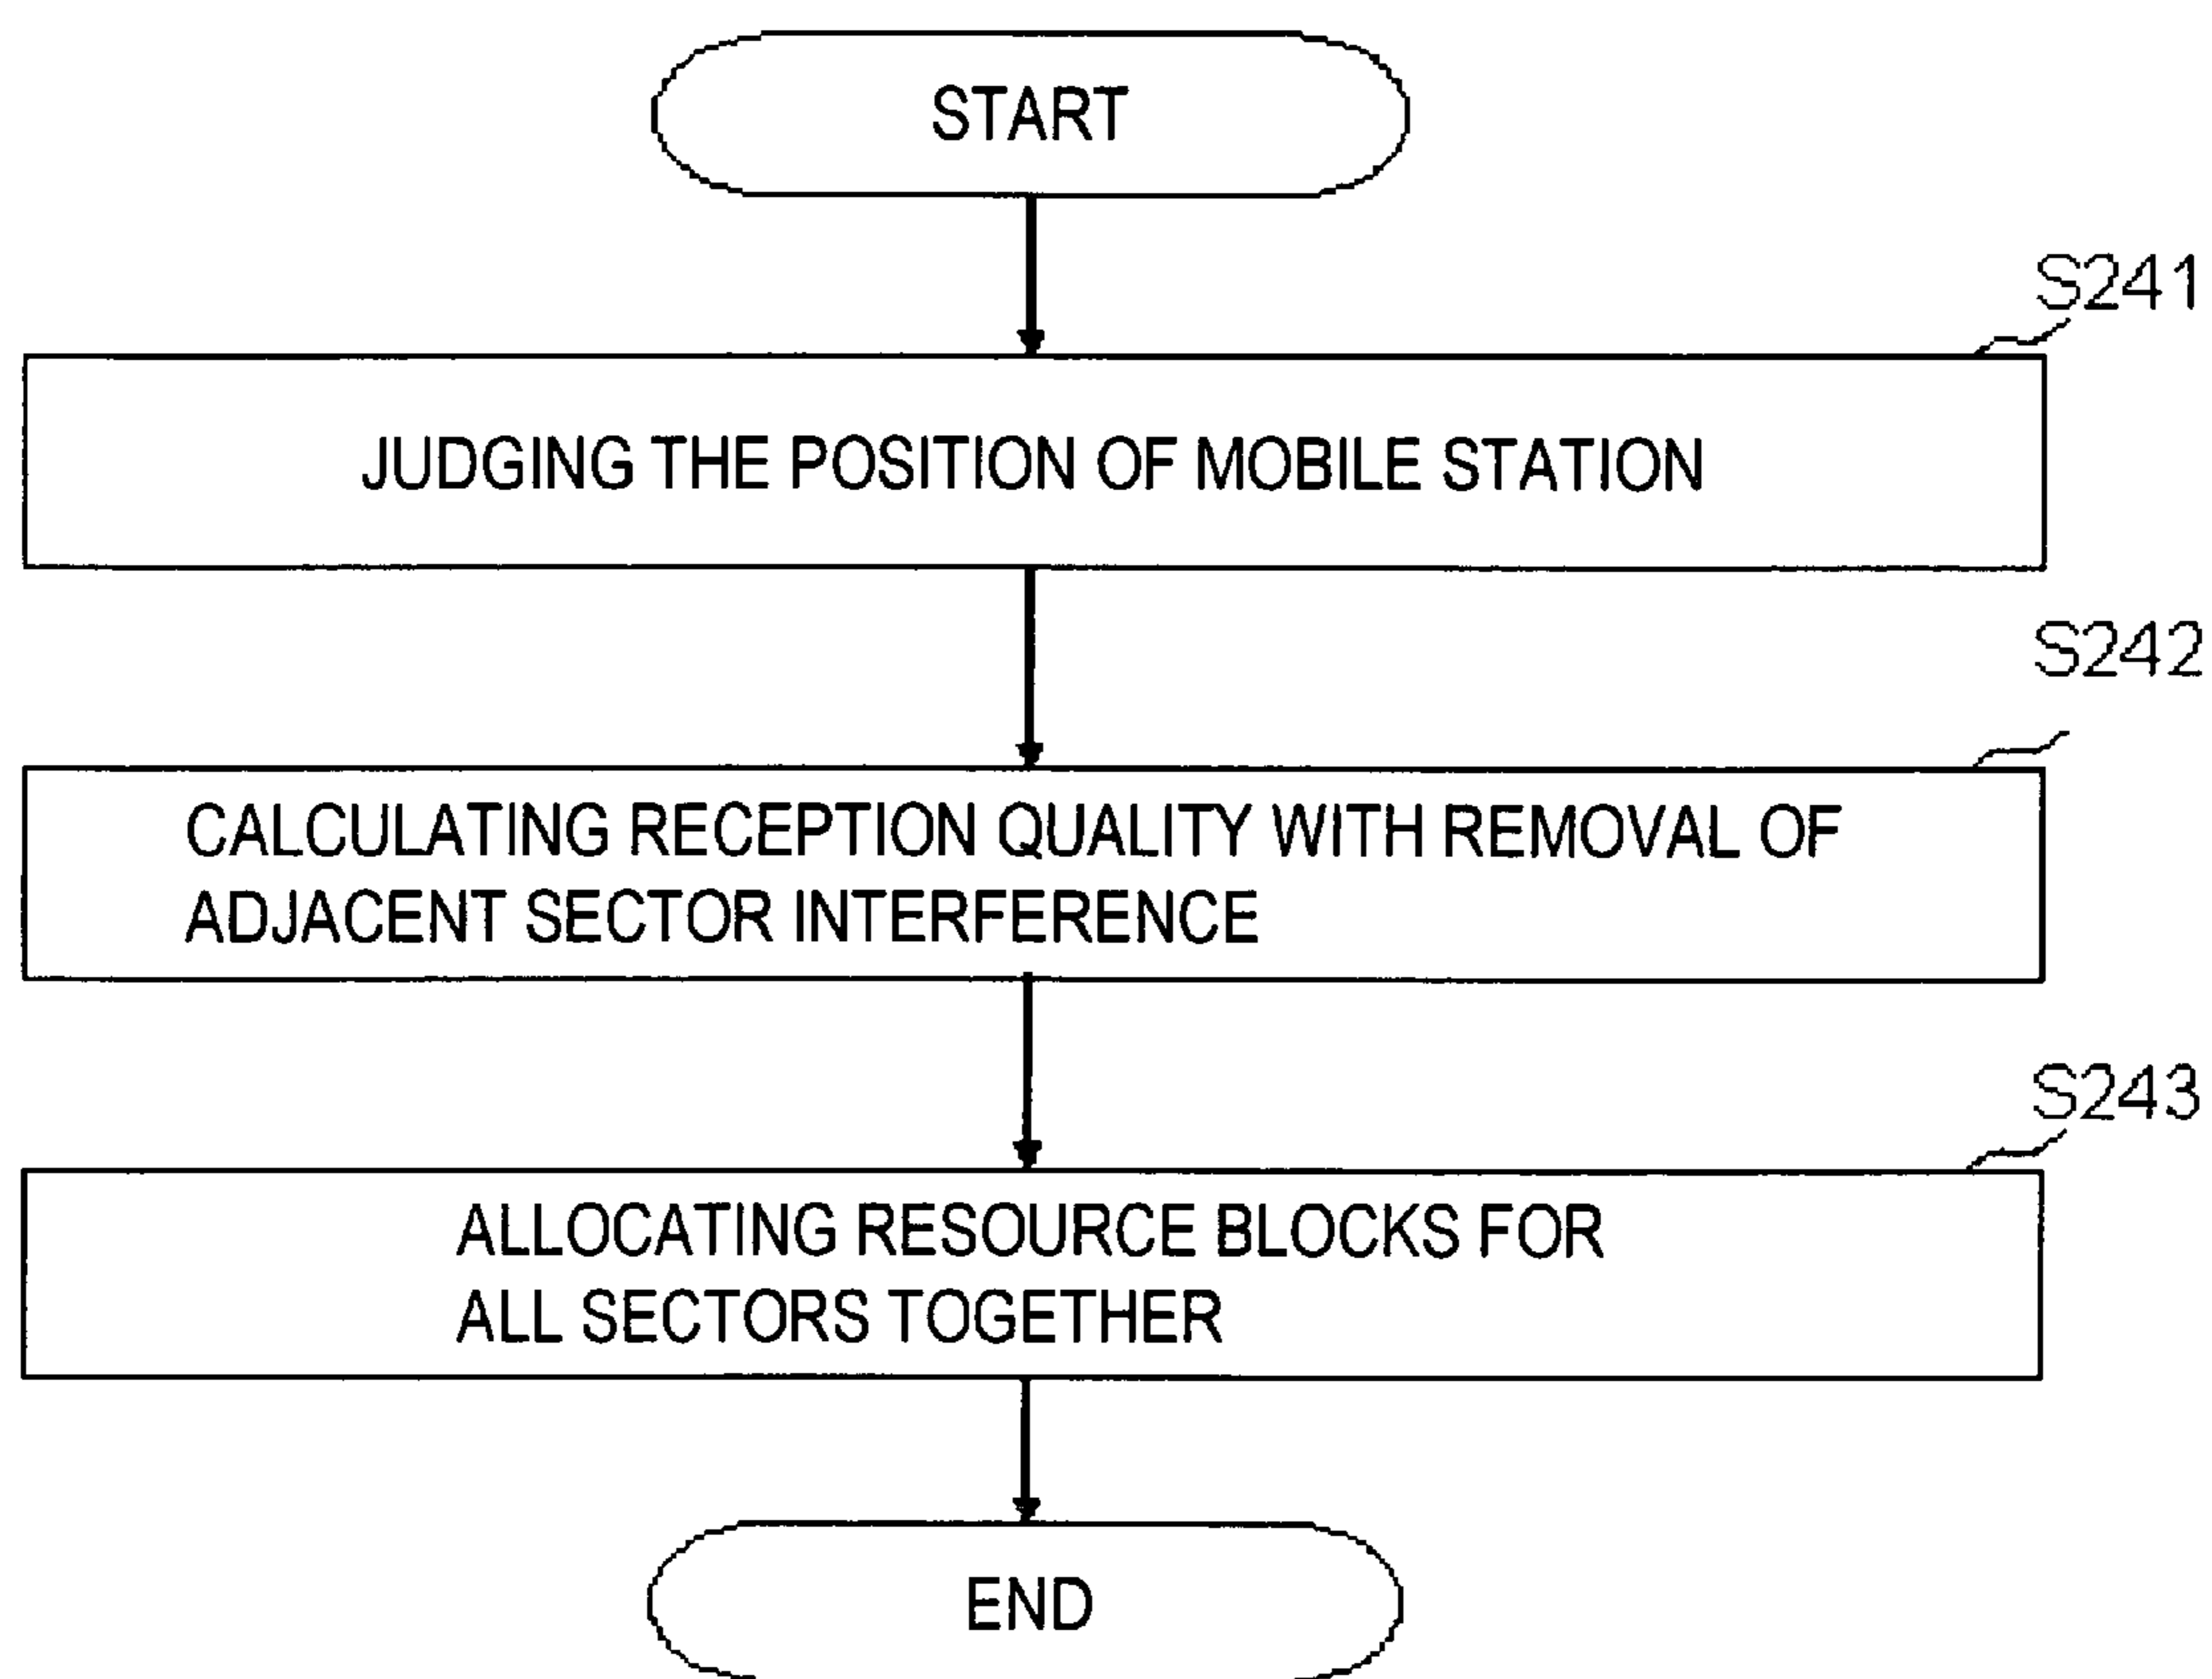 START
S241
JUDGING THE POSITION OF MOBILE STATION
S242
CALCULATING RECEPTION QUALITY WITH REMOVAL OF
ADJACENT SECTOR INTERFERENCE
S243
ALLOCATING RESOURCE BLOCKS FOR
ALL SECTORS TOGETHER
END